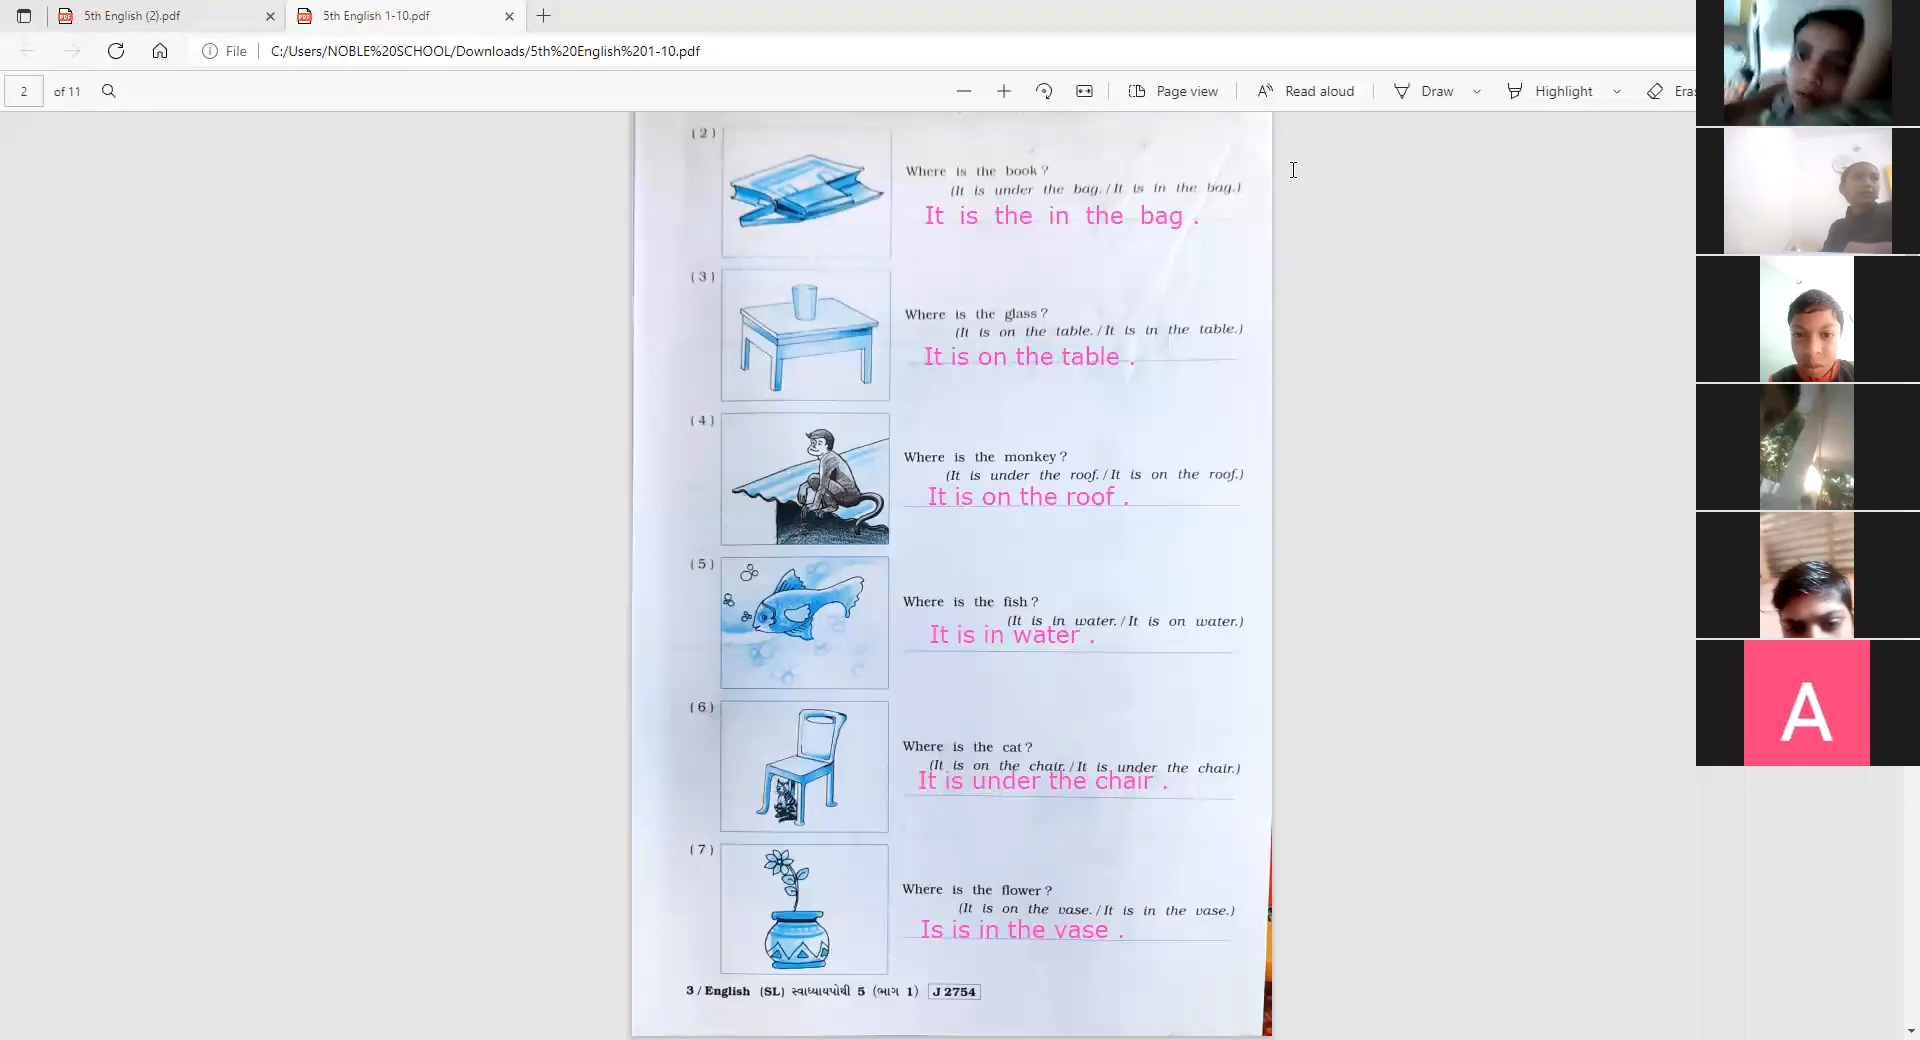 5th English (2).pdf
5th English 1-10.pdf
File
C:/Users/NOBLE%20SCHOOL/Downloads/5th%20English%201-10.pdf
2 of 11
Page view
Read aloud
Draw
Highlight
Eras
(2)
Where is the book?
(It is under the bag./It is in the bag.)
It is the in the bag .
(3)
Where is the glass?
(It is on the table./It is in the table.)
It is on the table .
(4)
Where is the monkey?
(It is under the roof./It is on the roof.)
It is on the roof .
(5)
Where is the fish?
(It is in water./It is on water.)
It is in water .
(6)
Where is the cat?
(It is on the chair./It is under the chair.)
It is under the chair .
(7)
Where is the flower?
(It is on the vase./It is in the vase.)
Is is in the vase .
3 / English (SL) સ્વાધ્યાયપોથી 5 (ભાગ 1) J 2754
A